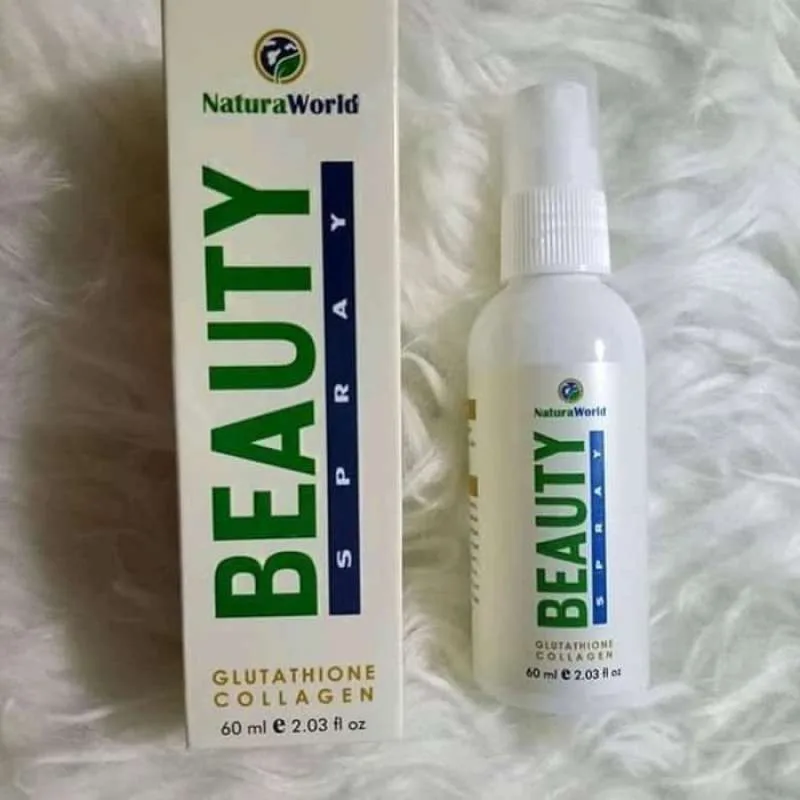 NaturaWorld
BEAUTY
SPRAY
GLUTATHIONE
COLLAGEN
60 ml e 2.03 fl oz
NaturaWorld
BEAUTY
SPRAY
GLUTATHIONE
COLLAGEN
60 ml e 2.03 fl oz